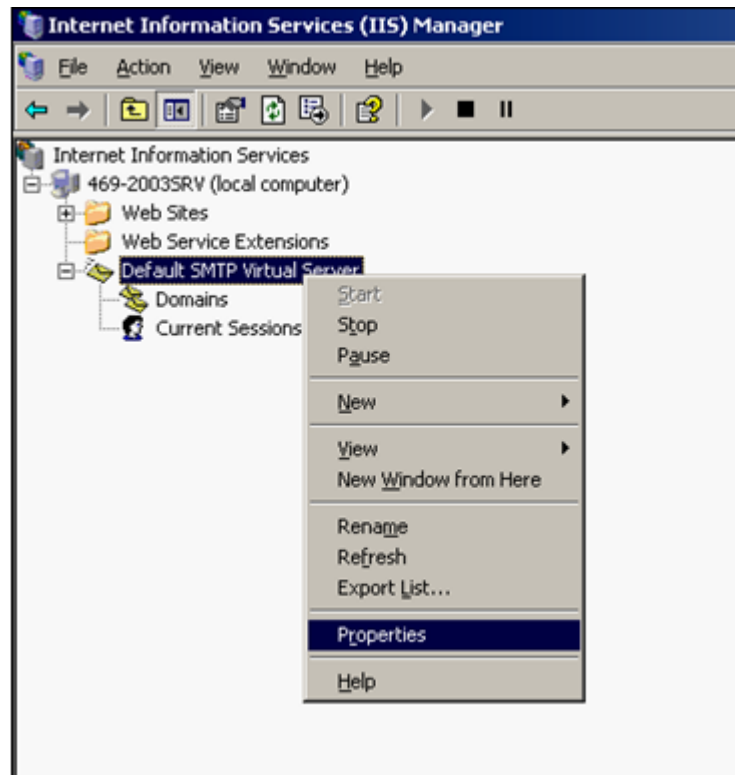 Internet Information Services (IIS) Manager
File Action View Window Help
Internet Information Services
469-2003SRV (local computer)
Web Sites
Web Service Extensions
Default SMTP Virtual Server
Domains
Current Sessions
Start
Stop
Pause
New
View
New Window from Here
Rename
Refresh
Export List...
Properties
Help